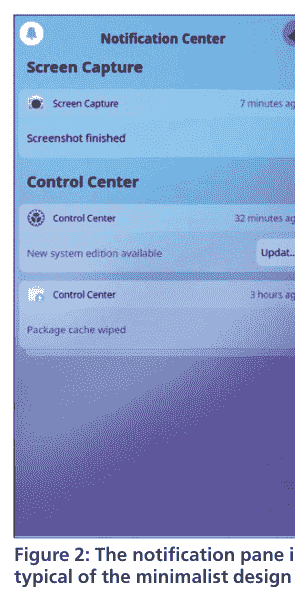 Notification Center
Screen Capture
Screen Capture 7 minutes ag
Screenshot finished
Control Center
Control Center 32 minutes ag
New system edition available Updat...
Control Center 3 hours ag
Package cache wiped
Figure 2: The notification pane i
typical of the minimalist design